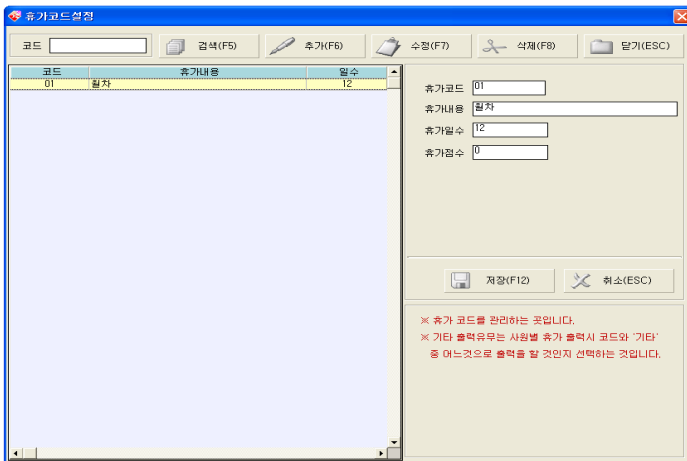 휴가코드설정
코드 검색(F5) 추가(F6) 수정(F7) 삭제(F8) 닫기(ESC)
코드 휴가내용 일수
01 월차 12
휴가코드 01
휴가내용 월차
휴가일수 12
휴가점수 0
저장(F12) 취소(ESC)
※ 휴가 코드를 관리하는 곳입니다.
※ 기타 출력유무는 사원별 휴가 출력시 코드와 '기타'
중 어느것으로 출력을 할 것인지 선택하는 것입니다.